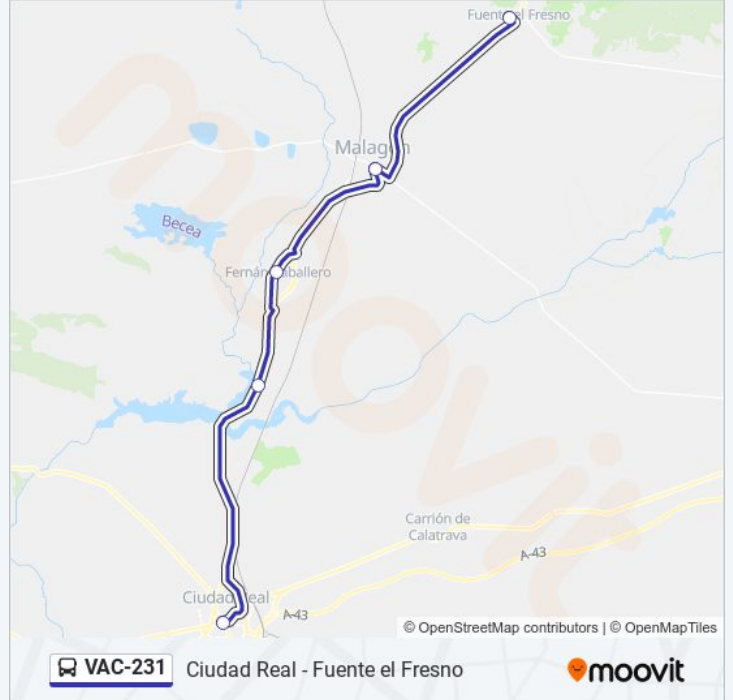 Fuente el Fresno
Malagón
Becea
Fernán Caballero
Carrión de
Calatrava
A-43
Ciudad Real
A-43
© OpenStreetMap contributors | © OpenMapTiles
VAC-231 Ciudad Real - Fuente el Fresno
moovit
moovit